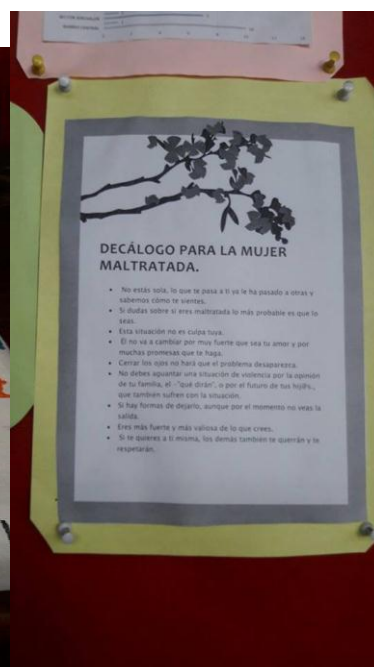 DECÁLOGO PARA LA MUJER
MALTRATADA.
No estás sola, lo que te pasa a ti ya le ha pasado a otras y
sabemos cómo te sientes.
Si dudas sobre si eres maltratada lo más probable es que lo
seas.
Esta situación no es culpa tuya.
Él no va a cambiar por muy fuerte que sea tu amor y por
muchas promesas que te haga.
Cerrar los ojos no hará que el problema desaparezca.
No debes aguantar una situación de violencia por la opinión
de tu familia, el -"qué dirán", o por el futuro de tus hij@s.,
que también sufren con la situación.
Si hay formas de dejarlo, aunque por el momento no veas la
salida.
Eres más fuerte y más valiosa de lo que crees.
Si te quieres a ti misma, los demás también te querrán y te
respetarán.